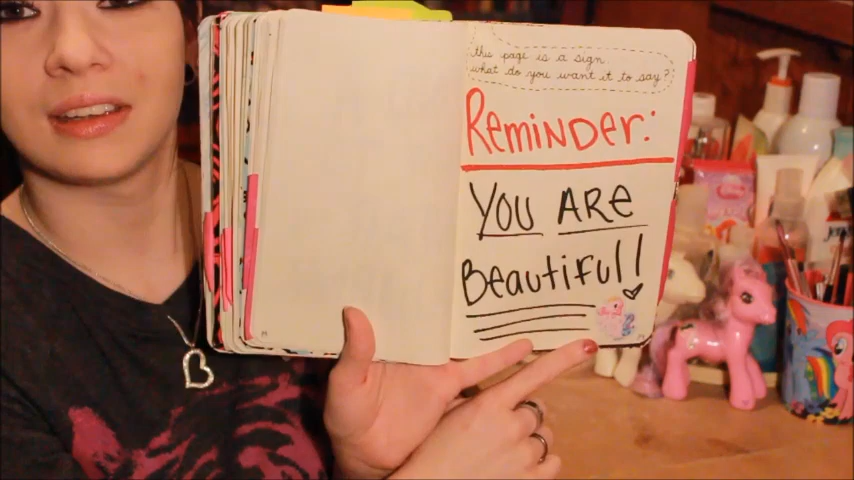 this page is a sign.
what do you want it to say?
ReminDer:
YOU ARE
Beautiful!